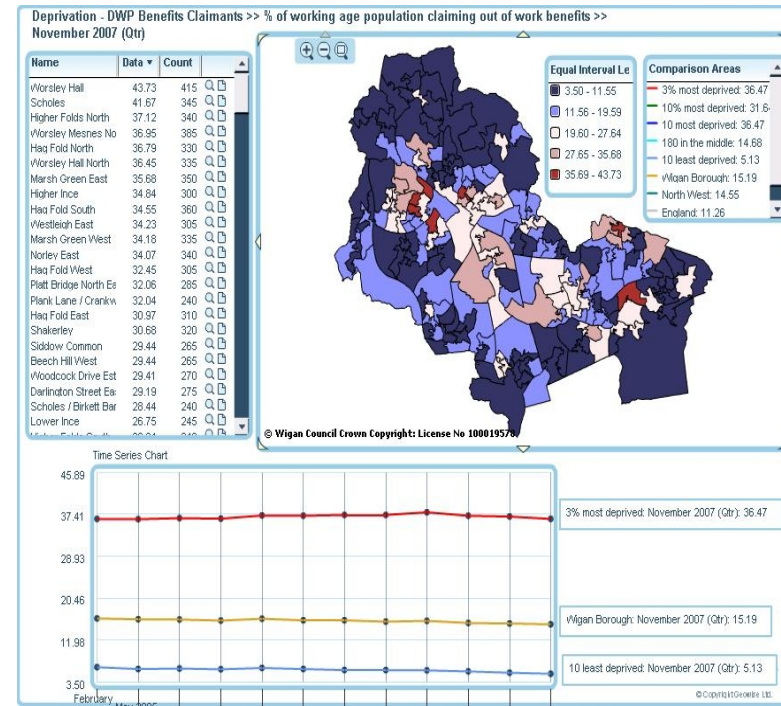 Deprivation - DWP Benefits Claimants >> % of working age population claiming out of work benefits >>
November 2007 (Qtr)
Name Data ▾ Count
Worsley Hall 43.73 415
Scholes 41.67 345
Higher Folds North 37.12 340
Worsley Mesnes No 36.95 385
Hag Fold North 36.79 330
Worsley Hall North 36.45 335
Marsh Green East 35.68 350
Higher Ince 34.84 300
Hag Fold South 34.55 360
Westleigh East 34.23 305
Marsh Green West 34.18 335
Norley East 34.07 340
Hag Fold West 32.45 305
Platt Bridge North Ea 32.06 285
Plank Lane / Crankw 32.04 240
Hag Fold East 30.97 310
Shakerley 30.68 320
Siddow Common 29.44 265
Beech Hill West 29.44 265
Woodcock Drive Est 29.41 270
Darlington Street Ea: 29.19 275
Scholes / Birkett Bar 28.44 240
Lower Ince 26.75 245
Equal Interval Le
3.50 - 11.55
11.56 - 19.59
19.60 - 27.64
27.65 - 35.68
35.69 - 43.73
Comparison Areas
3% most deprived: 36.47
10% most deprived: 31.64
10 most deprived: 36.47
180 in the middle: 14.68
10 least deprived: 5.13
Wigan Borough: 15.19
North West: 14.55
England: 11.26
© Wigan Council Crown Copyright: License No 100019578
Time Series Chart
45.89
37.41
28.93
20.46
11.98
3.50
February
May 2005
3% most deprived: November 2007 (Qtr): 36.47
Wigan Borough: November 2007 (Qtr): 15.19
10 least deprived: November 2007 (Qtr): 5.13
© Copyright Geowise Ltd.